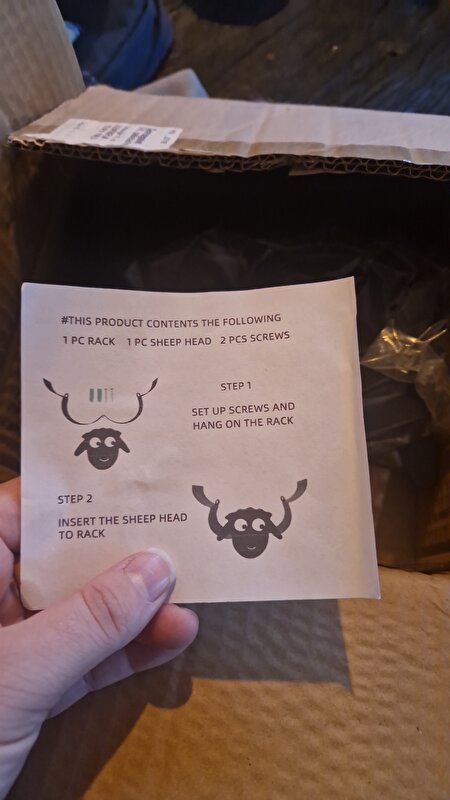 #THIS PRODUCT CONTENTS THE FOLLOWING
1 PC RACK 1 PC SHEEP HEAD 2 PCS SCREWS
STEP 1
SET UP SCREWS AND
HANG ON THE RACK
STEP 2
INSERT THE SHEEP HEAD
TO RACK